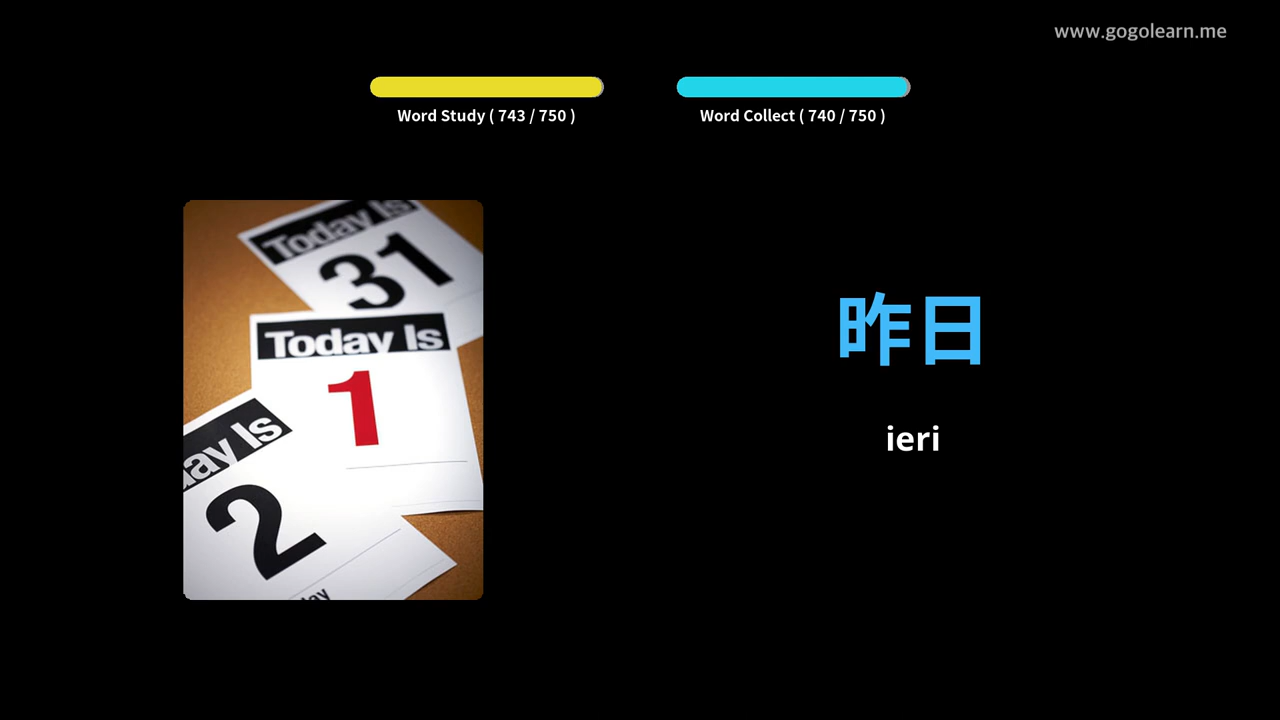 www.gogolearn.me
Word Study ( 743 / 750 )
Word Collect ( 740 / 750 )
Today Is
31
Today Is
1
ay Is
2
ay
昨日
ieri